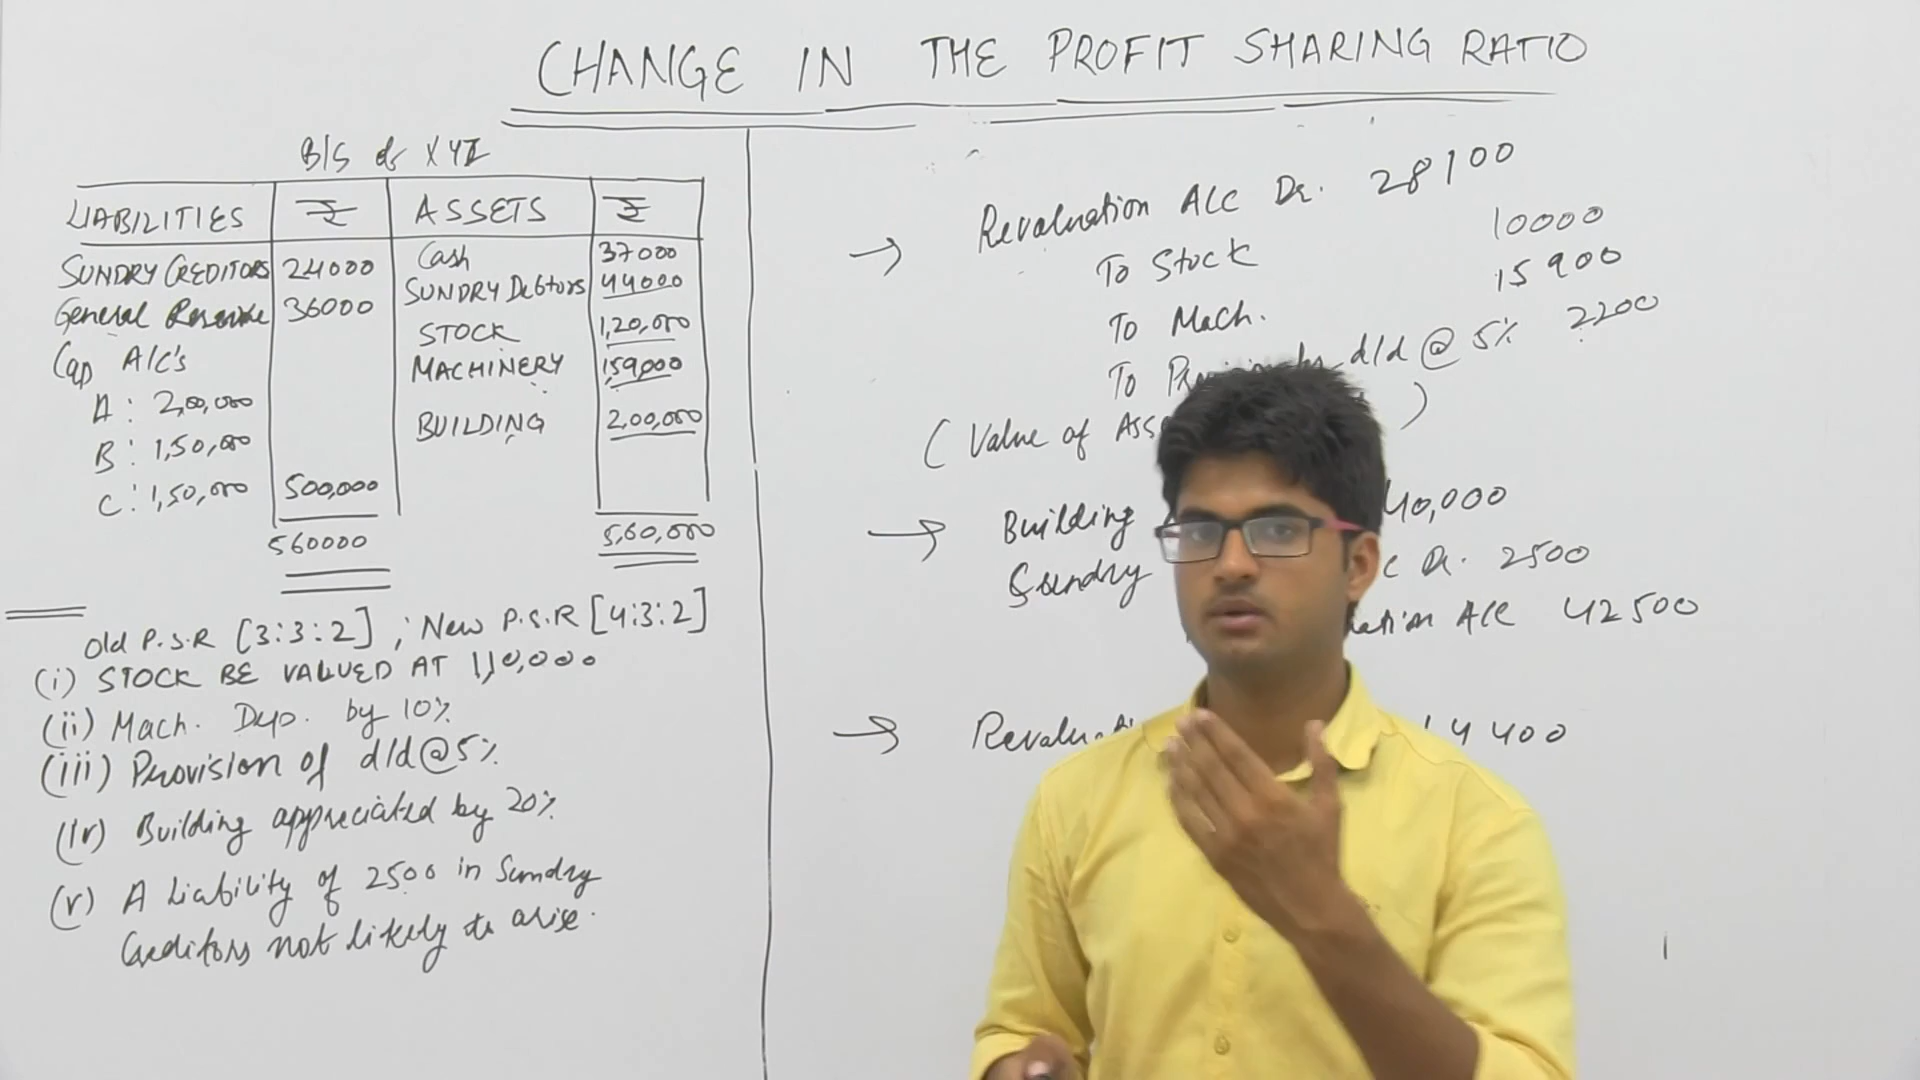 CHANGE IN THE PROFIT SHARING RATIO
B/S of XYZ
LIABILITIES ₹ ASSETS ₹
SUNDRY CREDITORS 24000 Cash 37000
General Reserve 36000 SUNDRY Debtors 44000
Cap A/C's STOCK 1,20,000
A : 2,00,000 MACHINERY 159000
B : 1,50,000 BUILDING 2,00,000
C : 1,50,000 500,000
560000 5,60,000
Old P.S.R [3:3:2] , New P.S.R [4:3:2]
(i) STOCK BE VALUED AT 110,000
(ii) Mach. Dep. by 10%
(iii) Provision of d/d @ 5%
(iv) Building appreciated by 20%
(v) A Liability of 2500 in Sundry
Creditors not likely to arise.
→ Revaluation A/C Dr. 28100
To Stock 10000
To Mach. 15900
To d/d @ 5% 2200
( Value of )
→ Building 40,000
Sundry Dr. 2500
A/C 42500
→ 14400